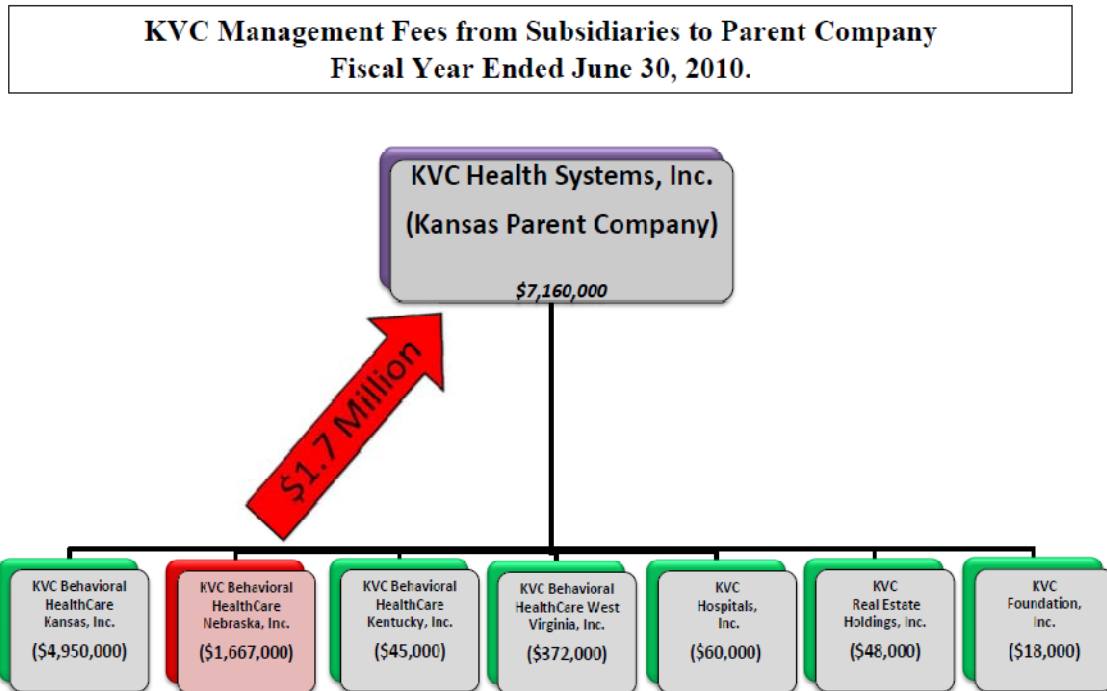 KVC Management Fees from Subsidiaries to Parent Company
Fiscal Year Ended June 30, 2010.
KVC Health Systems, Inc.
(Kansas Parent Company)
$7,160,000
$1.7 Million
KVC Behavioral
HealthCare
Kansas, Inc.
($4,950,000)
KVC Behavioral
HealthCare
Nebraska, Inc.
($1,667,000)
KVC Behavioral
HealthCare
Kentucky, Inc.
($45,000)
KVC Behavioral
HealthCare West
Virginia, Inc.
($372,000)
KVC
Hospitals,
Inc.
($60,000)
KVC
Real Estate
Holdings, Inc.
($48,000)
KVC
Foundation,
Inc.
($18,000)